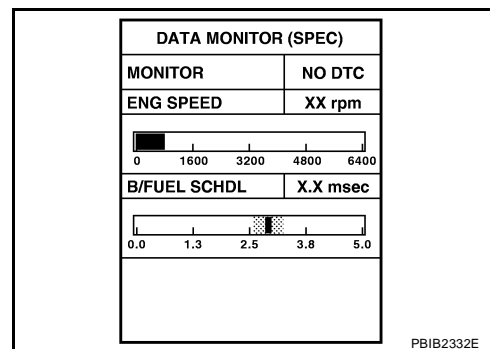 DATA MONITOR (SPEC)
MONITOR NO DTC
ENG SPEED XX rpm
0 1600 3200 4800 6400
B/FUEL SCHDL X.X msec
0.0 1.3 2.5 3.8 5.0
PBIB2332E